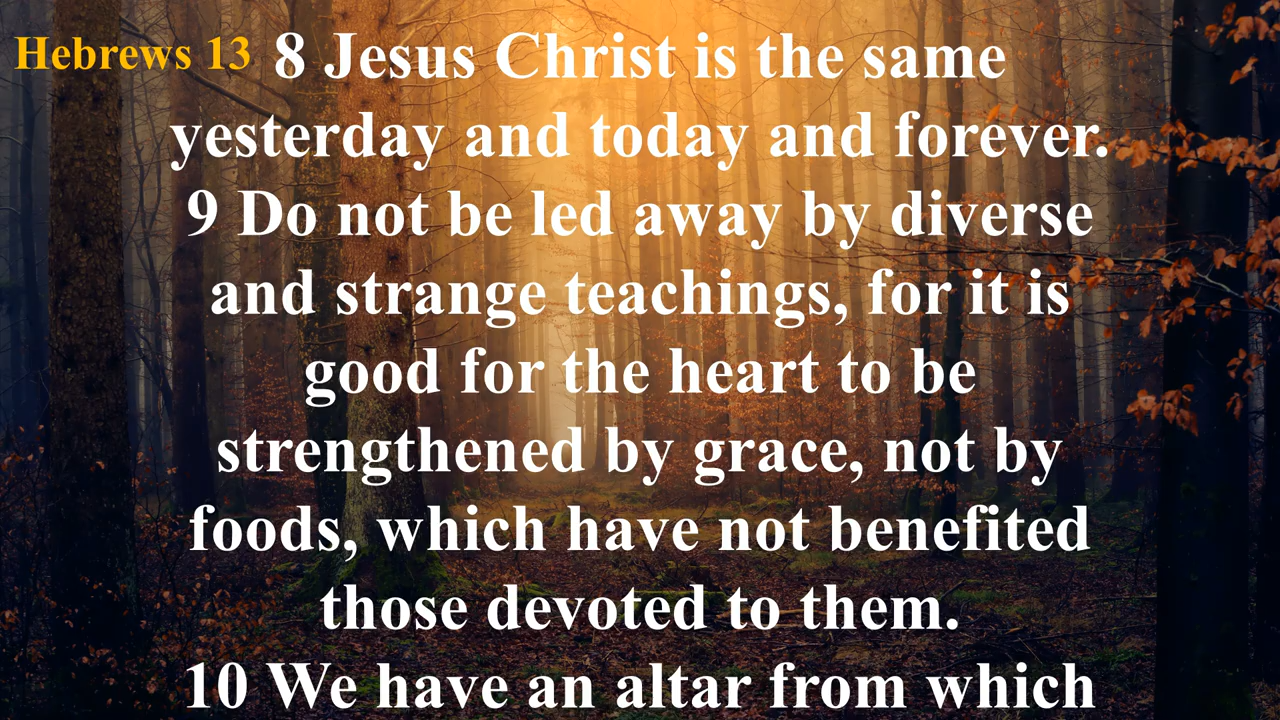 Hebrews 13 8 Jesus Christ is the same
yesterday and today and forever.
9 Do not be led away by diverse
and strange teachings, for it is
good for the heart to be
strengthened by grace, not by
foods, which have not benefited
those devoted to them.
10 We have an altar from which